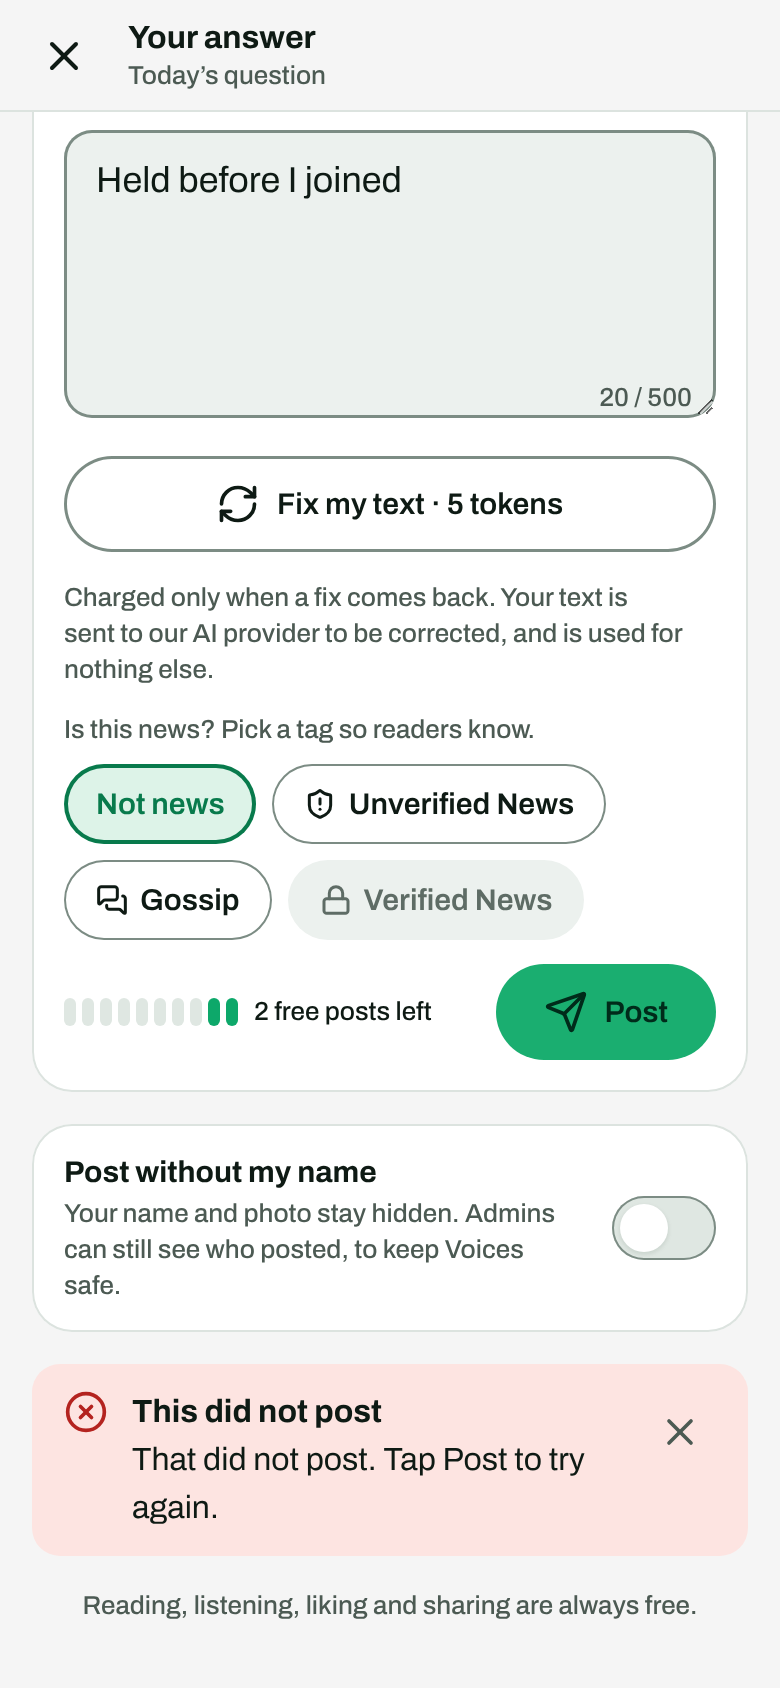 Your answer
Today’s question
Held before I joined
20 / 500
Fix my text · 5 tokens
Charged only when a fix comes back. Your text is
sent to our AI provider to be corrected, and is used for
nothing else.
Is this news? Pick a tag so readers know.
Not news
Unverified News
Gossip
Verified News
2 free posts left
Post
Post without my name
Your name and photo stay hidden. Admins
can still see who posted, to keep Voices
safe.
This did not post
That did not post. Tap Post to try
again.
Reading, listening, liking and sharing are always free.